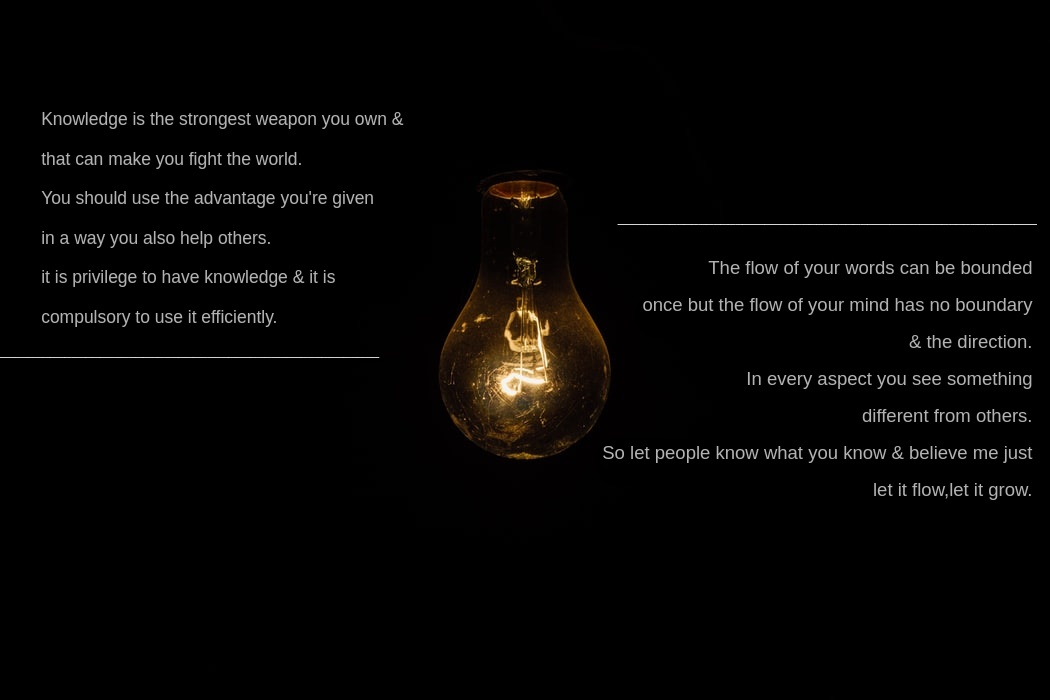 Knowledge is the strongest weapon you own &
that can make you fight the world.
You should use the advantage you're given
in a way you also help others.
it is privilege to have knowledge & it is
compulsory to use it efficiently.
The flow of your words can be bounded
once but the flow of your mind has no boundary
& the direction.
In every aspect you see something
different from others.
So let people know what you know & believe me just
let it flow,let it grow.